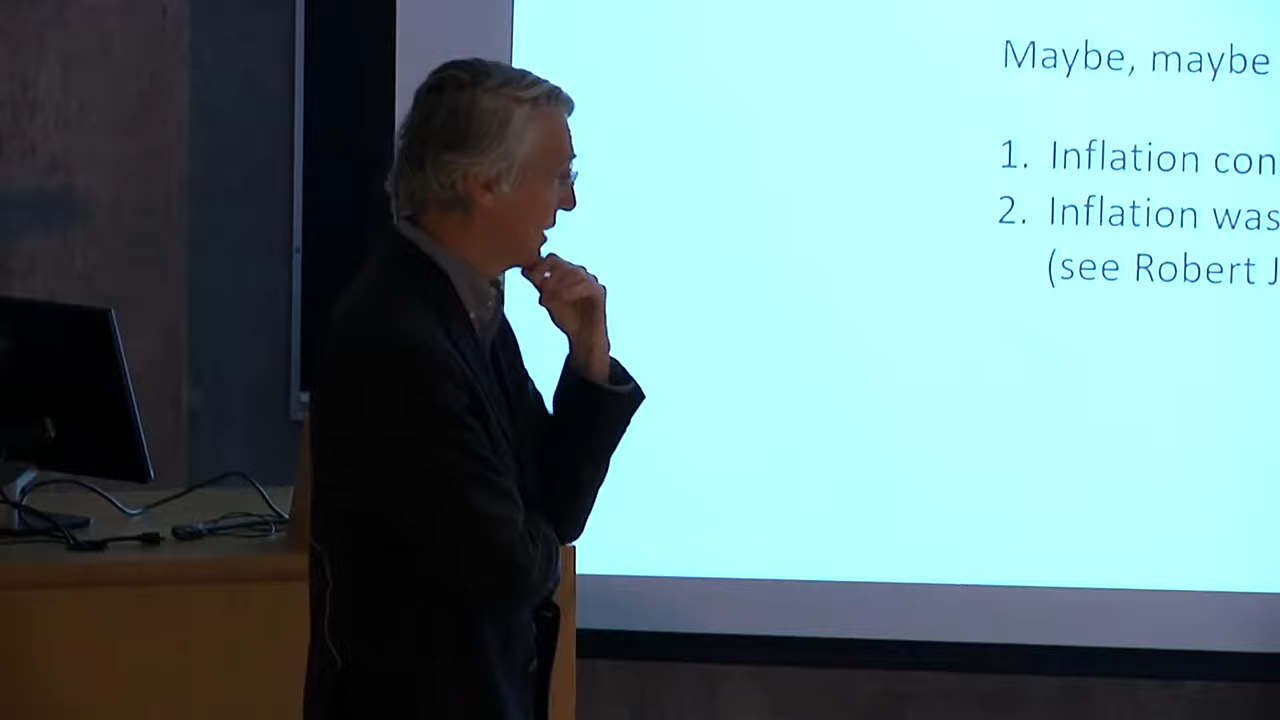 Maybe, maybe
1. Inflation con
2. Inflation was
(see Robert J